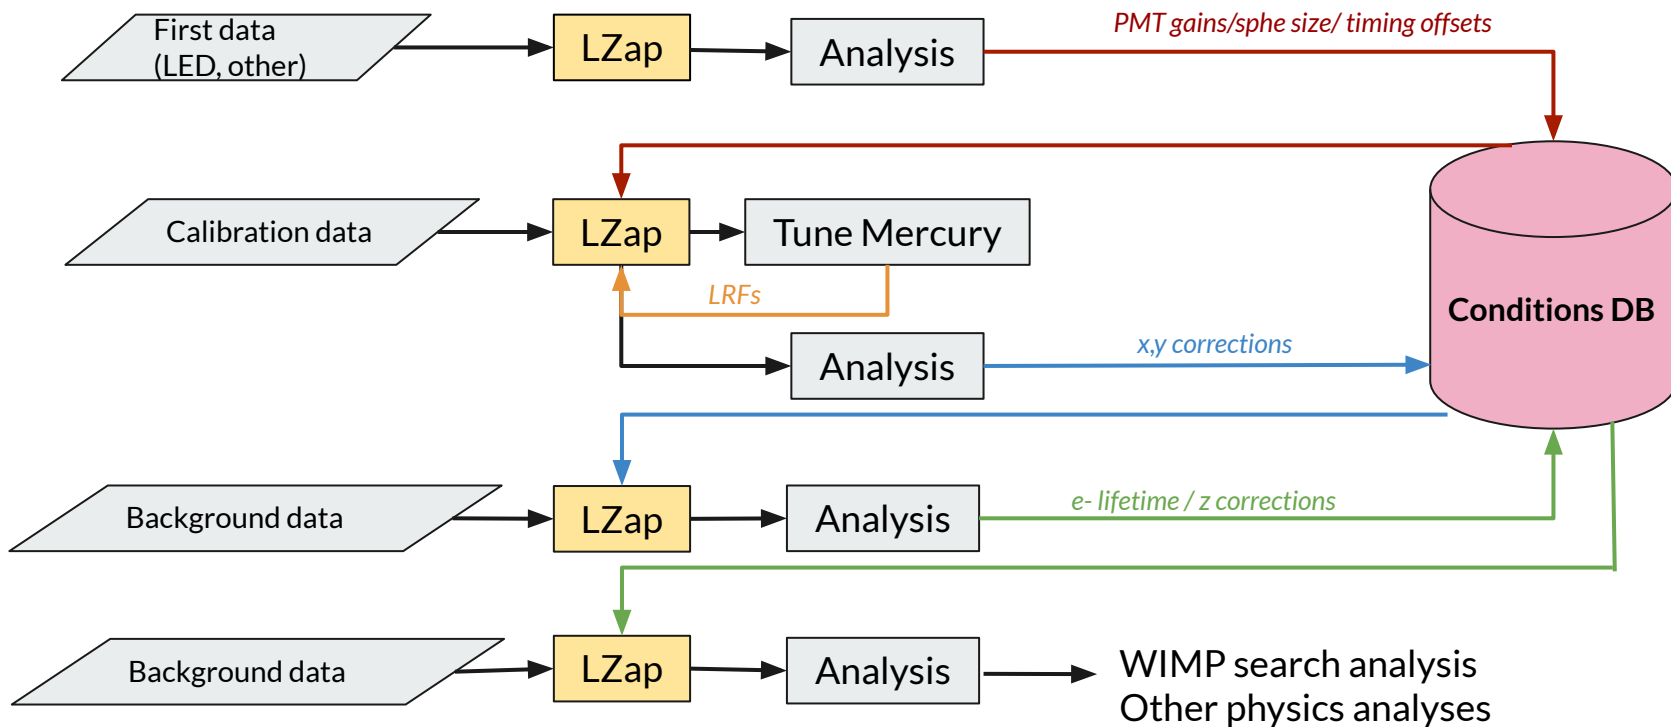 PMT gains/sphe size/ timing offsets
First data
(LED, other)
LZap
Analysis
Calibration data
LZap
Tune Mercury
LRFs
Conditions DB
Analysis
x,y corrections
Background data
LZap
Analysis
e- lifetime / z corrections
Background data
LZap
Analysis
WIMP search analysis
Other physics analyses